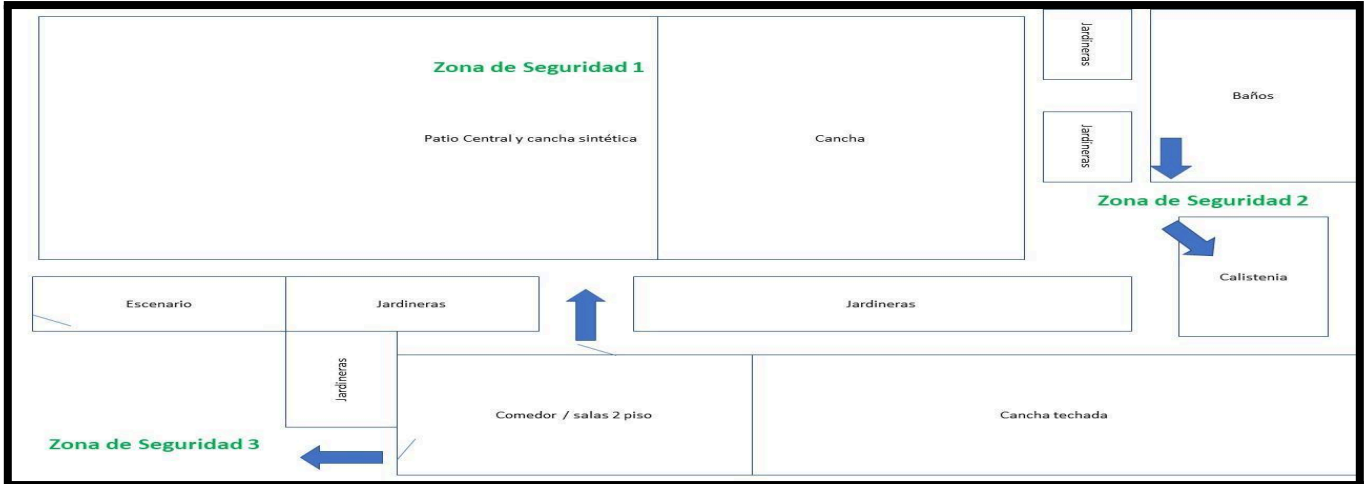 Zona de Seguridad 1
Patio Central y cancha sintética
Cancha
Jardineras
Jardineras
Baños
Zona de Seguridad 2
Calistenia
Escenario
Jardineras
Jardineras
Jardineras
Comedor / salas 2 piso
Cancha techada
Zona de Seguridad 3